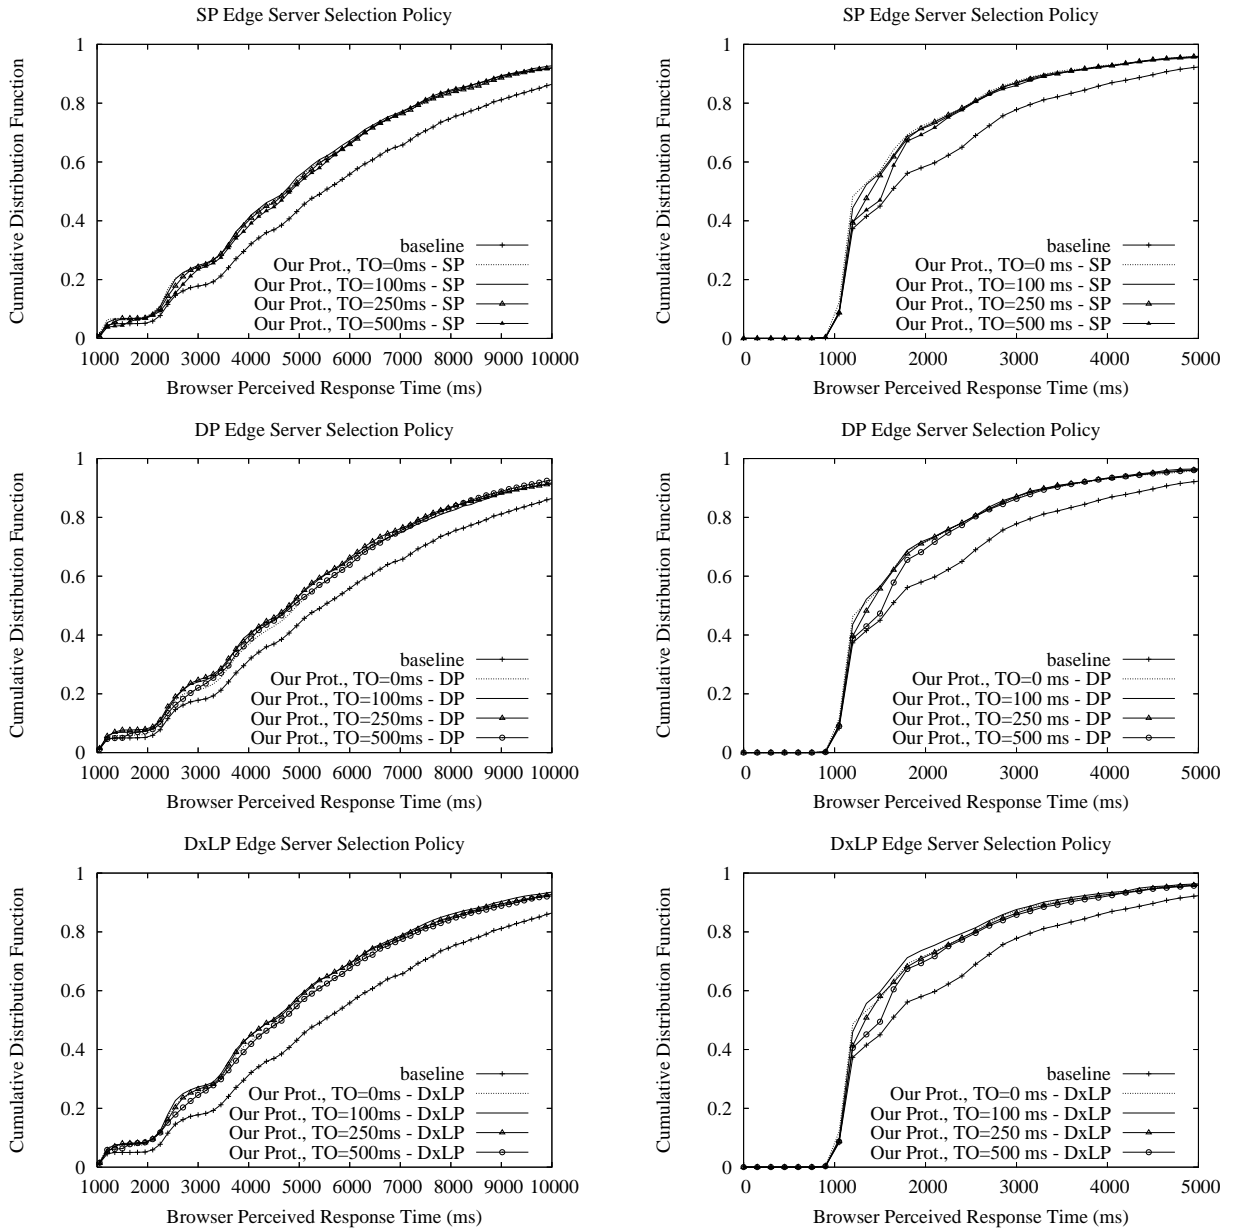 SP Edge Server Selection Policy
Cumulative Distribution Function
1
0.8
0.6
0.4
0.2
0
baseline
Our Prot., TO=0ms - SP
Our Prot., TO=100ms - SP
Our Prot., TO=250ms - SP
Our Prot., TO=500ms - SP
1000 2000 3000 4000 5000 6000 7000 8000 9000 10000
Browser Perceived Response Time (ms)
SP Edge Server Selection Policy
Cumulative Distribution Function
1
0.8
0.6
0.4
0.2
0
baseline
Our Prot., TO=0 ms - SP
Our Prot., TO=100 ms - SP
Our Prot., TO=250 ms - SP
Our Prot., TO=500 ms - SP
0 1000 2000 3000 4000 5000
Browser Perceived Response Time (ms)
DP Edge Server Selection Policy
Cumulative Distribution Function
1
0.8
0.6
0.4
0.2
0
baseline
Our Prot., TO=0ms - DP
Our Prot., TO=100ms - DP
Our Prot., TO=250ms - DP
Our Prot., TO=500ms - DP
1000 2000 3000 4000 5000 6000 7000 8000 9000 10000
Browser Perceived Response Time (ms)
DP Edge Server Selection Policy
Cumulative Distribution Function
1
0.8
0.6
0.4
0.2
0
baseline
Our Prot., TO=0 ms - DP
Our Prot., TO=100 ms - DP
Our Prot., TO=250 ms - DP
Our Prot., TO=500 ms - DP
0 1000 2000 3000 4000 5000
Browser Perceived Response Time (ms)
DxLP Edge Server Selection Policy
Cumulative Distribution Function
1
0.8
0.6
0.4
0.2
0
baseline
Our Prot., TO=0ms - DxLP
Our Prot., TO=100ms - DxLP
Our Prot., TO=250ms - DxLP
Our Prot., TO=500ms - DxLP
1000 2000 3000 4000 5000 6000 7000 8000 9000 10000
Browser Perceived Response Time (ms)
DxLP Edge Server Selection Policy
Cumulative Distribution Function
1
0.8
0.6
0.4
0.2
0
baseline
Our Prot., TO=0 ms - DxLP
Our Prot., TO=100 ms - DxLP
Our Prot., TO=250 ms - DxLP
Our Prot., TO=500 ms - DxLP
0 1000 2000 3000 4000 5000
Browser Perceived Response Time (ms)